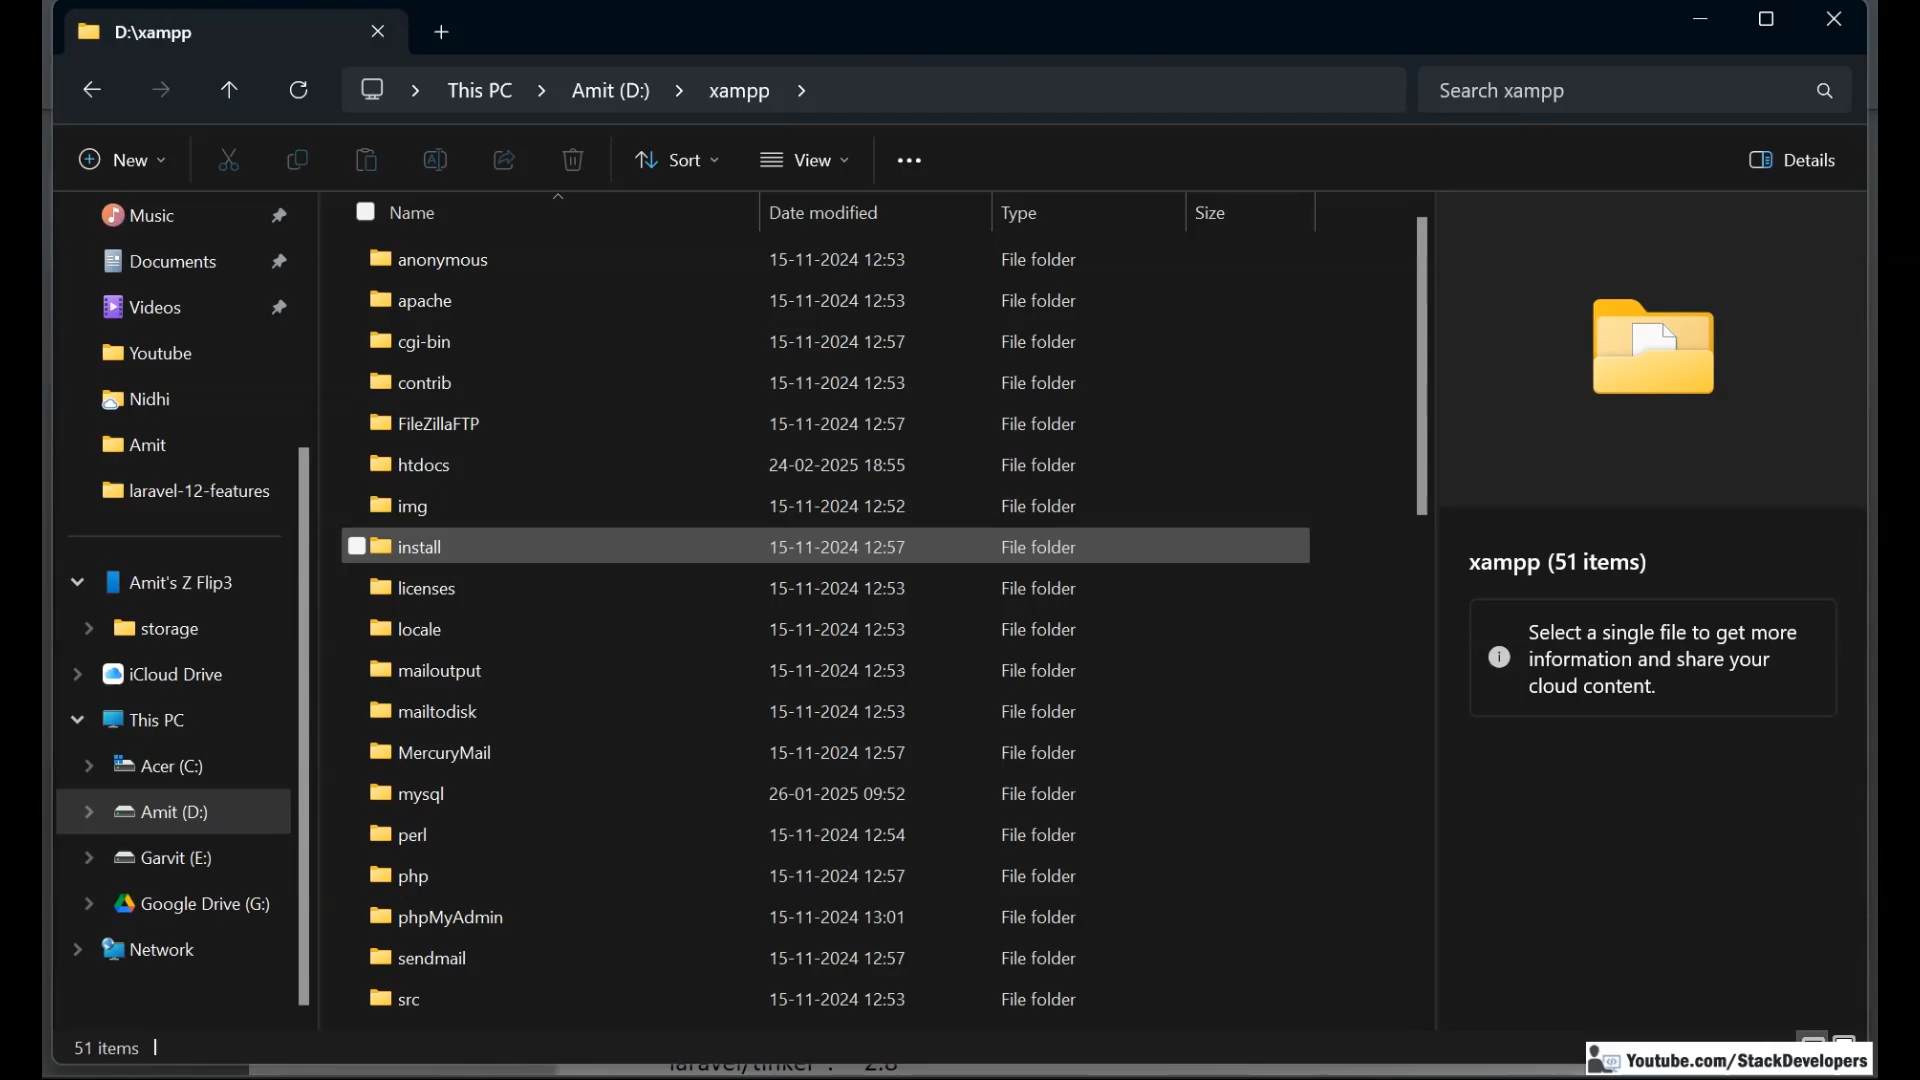 D:\xampp
This PC
Amit (D:)
xampp
Search xampp
New
Sort
View
Details
Music
Documents
Videos
Youtube
Nidhi
Amit
laravel-12-features
Amit's Z Flip3
storage
iCloud Drive
This PC
Acer (C:)
Amit (D:)
Garvit (E:)
Google Drive (G:)
Network
Name Date modified Type Size
anonymous 15-11-2024 12:53 File folder
apache 15-11-2024 12:53 File folder
cgi-bin 15-11-2024 12:57 File folder
contrib 15-11-2024 12:53 File folder
FileZillaFTP 15-11-2024 12:57 File folder
htdocs 24-02-2025 18:55 File folder
img 15-11-2024 12:52 File folder
install 15-11-2024 12:57 File folder
licenses 15-11-2024 12:53 File folder
locale 15-11-2024 12:53 File folder
mailoutput 15-11-2024 12:53 File folder
mailtodisk 15-11-2024 12:53 File folder
MercuryMail 15-11-2024 12:57 File folder
mysql 26-01-2025 09:52 File folder
perl 15-11-2024 12:54 File folder
php 15-11-2024 12:57 File folder
phpMyAdmin 15-11-2024 13:01 File folder
sendmail 15-11-2024 12:57 File folder
src 15-11-2024 12:53 File folder
xampp (51 items)
Select a single file to get more
information and share your
cloud content.
51 items
Youtube.com/StackDevelopers